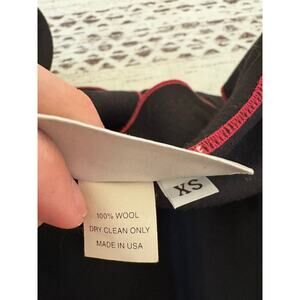 100% WOOL
DRY CLEAN ONLY
MADE IN USA
XS